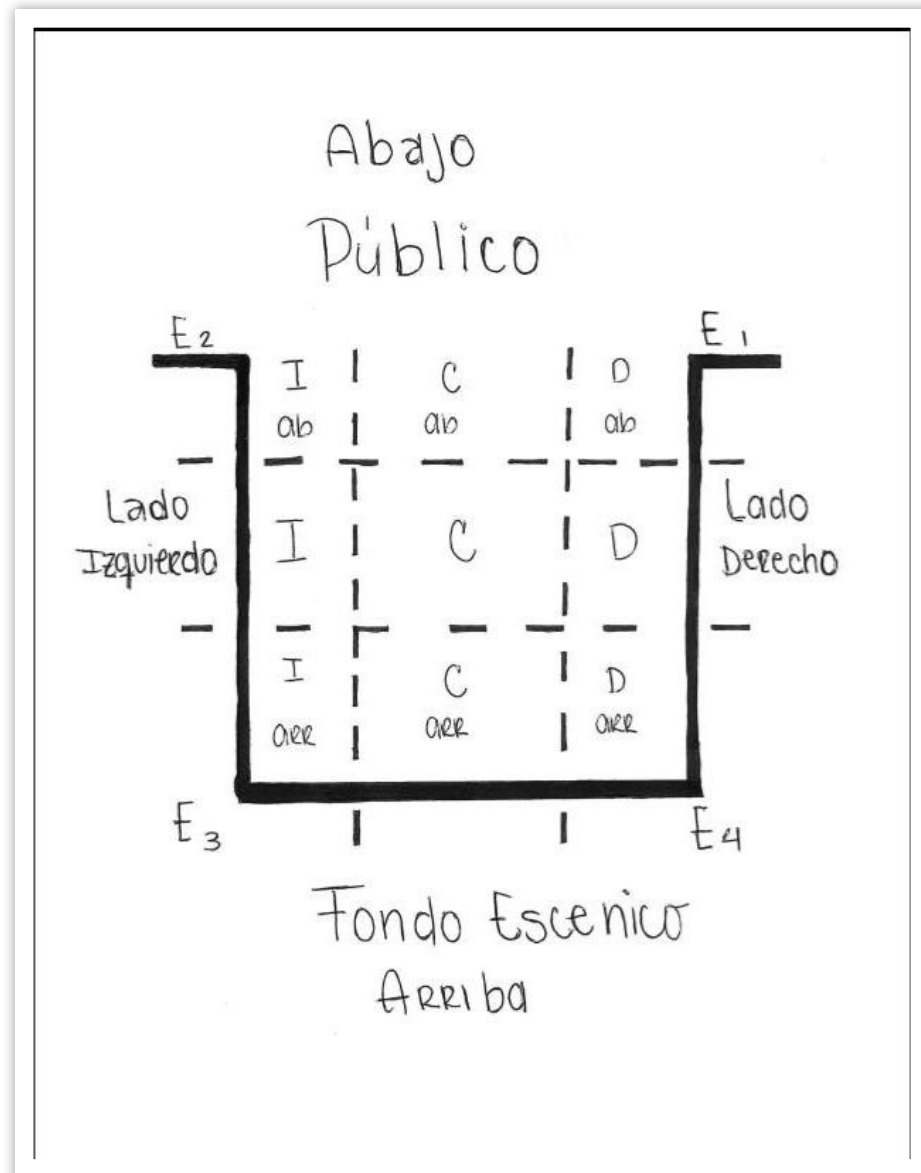 Abajo
Público
E2 E1
I C D
ab ab ab
Lado Izquierdo
I C D
Lado Derecho
I C D
arr arr arr
E3 E4
Fondo Escenico
Arriba